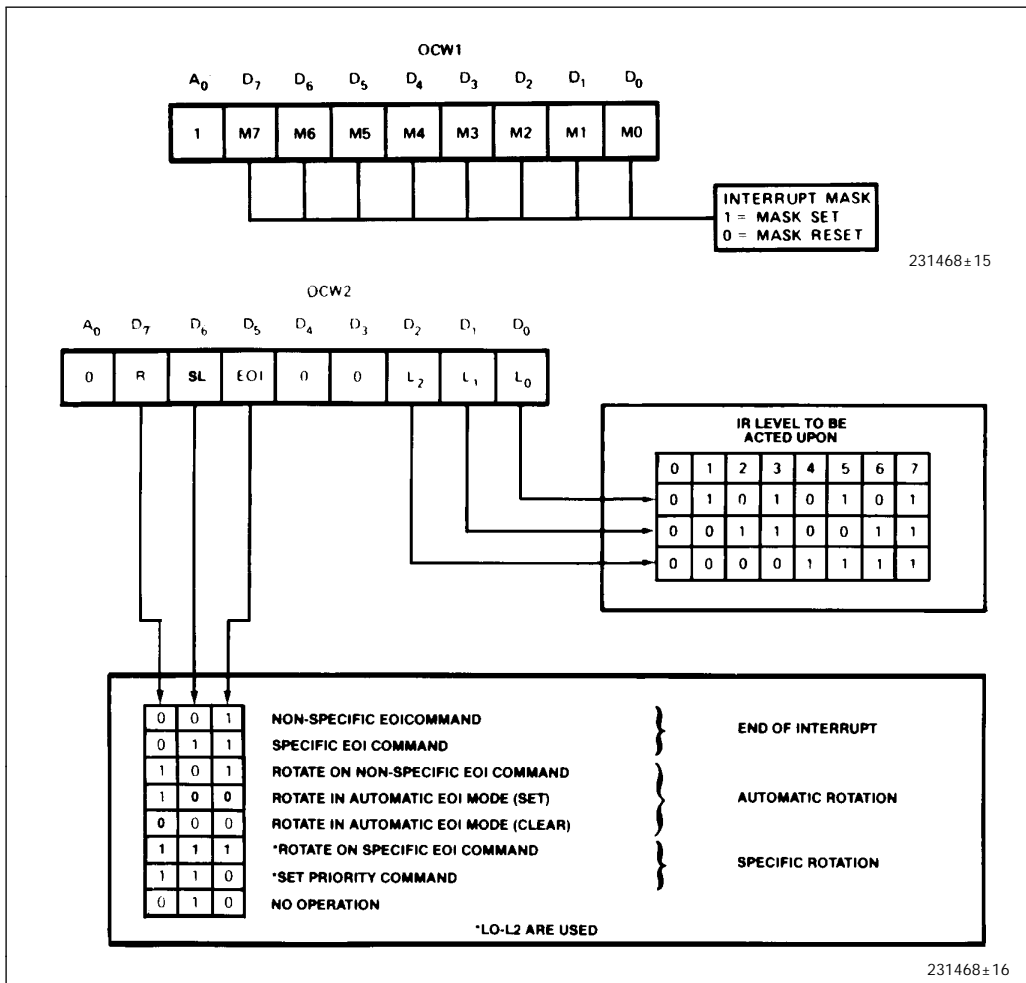 OCW1
A0 D7 D6 D5 D4 D3 D2 D1 D0
1 M7 M6 M5 M4 M3 M2 M1 M0
INTERRUPT MASK
1 = MASK SET
0 = MASK RESET
231468±15
OCW2
A0 D7 D6 D5 D4 D3 D2 D1 D0
0 R SL EOI 0 0 L2 L1 L0
IR LEVEL TO BE
ACTED UPON
0 1 2 3 4 5 6 7
0 1 0 1 0 1 0 1
0 0 1 1 0 0 1 1
0 0 0 0 1 1 1 1
0 0 1 NON-SPECIFIC EOICOMMAND
0 1 1 SPECIFIC EOI COMMAND
END OF INTERRUPT
1 0 1 ROTATE ON NON-SPECIFIC EOI COMMAND
1 0 0 ROTATE IN AUTOMATIC EOI MODE (SET)
0 0 0 ROTATE IN AUTOMATIC EOI MODE (CLEAR)
AUTOMATIC ROTATION
1 1 1 *ROTATE ON SPECIFIC EOI COMMAND
1 1 0 *SET PRIORITY COMMAND
SPECIFIC ROTATION
0 1 0 NO OPERATION
*LO-L2 ARE USED
231468±16